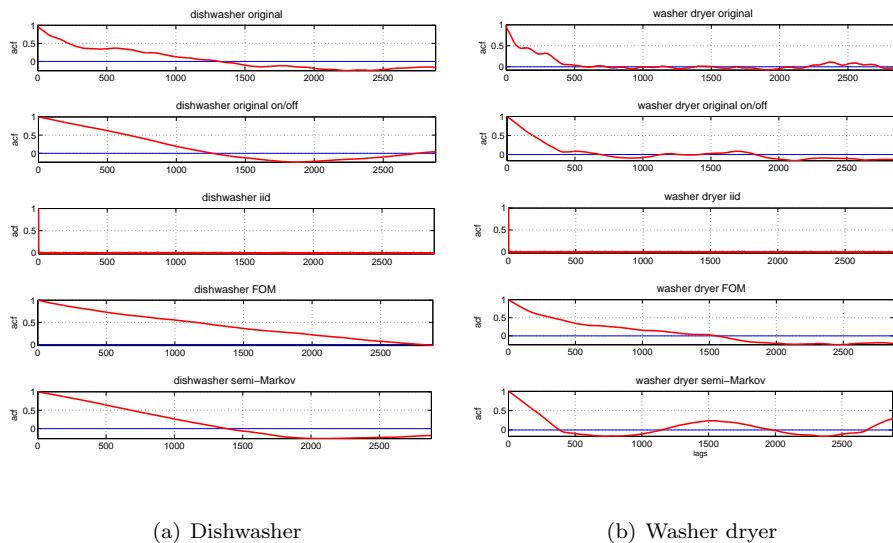 dishwasher original
1
0.5
0
acf
0 500 1000 1500 2000 2500
dishwasher original on/off
1
0.5
0
acf
0 500 1000 1500 2000 2500
dishwasher iid
1
0.5
0
acf
0 500 1000 1500 2000 2500
dishwasher FOM
1
0.5
0
acf
0 500 1000 1500 2000 2500
dishwasher semi−Markov
1
0.5
0
acf
0 500 1000 1500 2000 2500
(a) Dishwasher
washer dryer original
1
0.5
0
acf
0 500 1000 1500 2000 2500
washer dryer original on/off
1
0.5
0
acf
0 500 1000 1500 2000 2500
washer dryer iid
1
0.5
0
acf
0 500 1000 1500 2000 2500
washer dryer FOM
1
0.5
0
acf
0 500 1000 1500 2000 2500
washer dryer semi−Markov
1
0.5
0
acf
0 500 1000 1500 2000 2500
lags
(b) Washer dryer